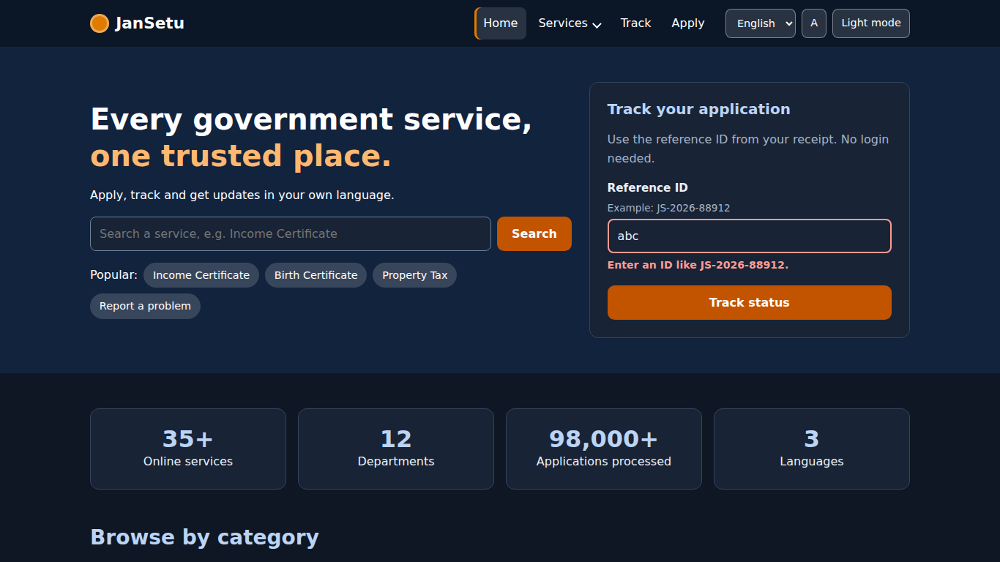 JanSetu
Home Services Track Apply English A Light mode
Every government service,
one trusted place.
Apply, track and get updates in your own language.
Search a service, e.g. Income Certificate Search
Popular: Income Certificate Birth Certificate Property Tax
Report a problem
Track your application
Use the reference ID from your receipt. No login
needed.
Reference ID
Example: JS-2026-88912
abc
Enter an ID like JS-2026-88912.
Track status
35+
Online services
12
Departments
98,000+
Applications processed
3
Languages
Browse by category